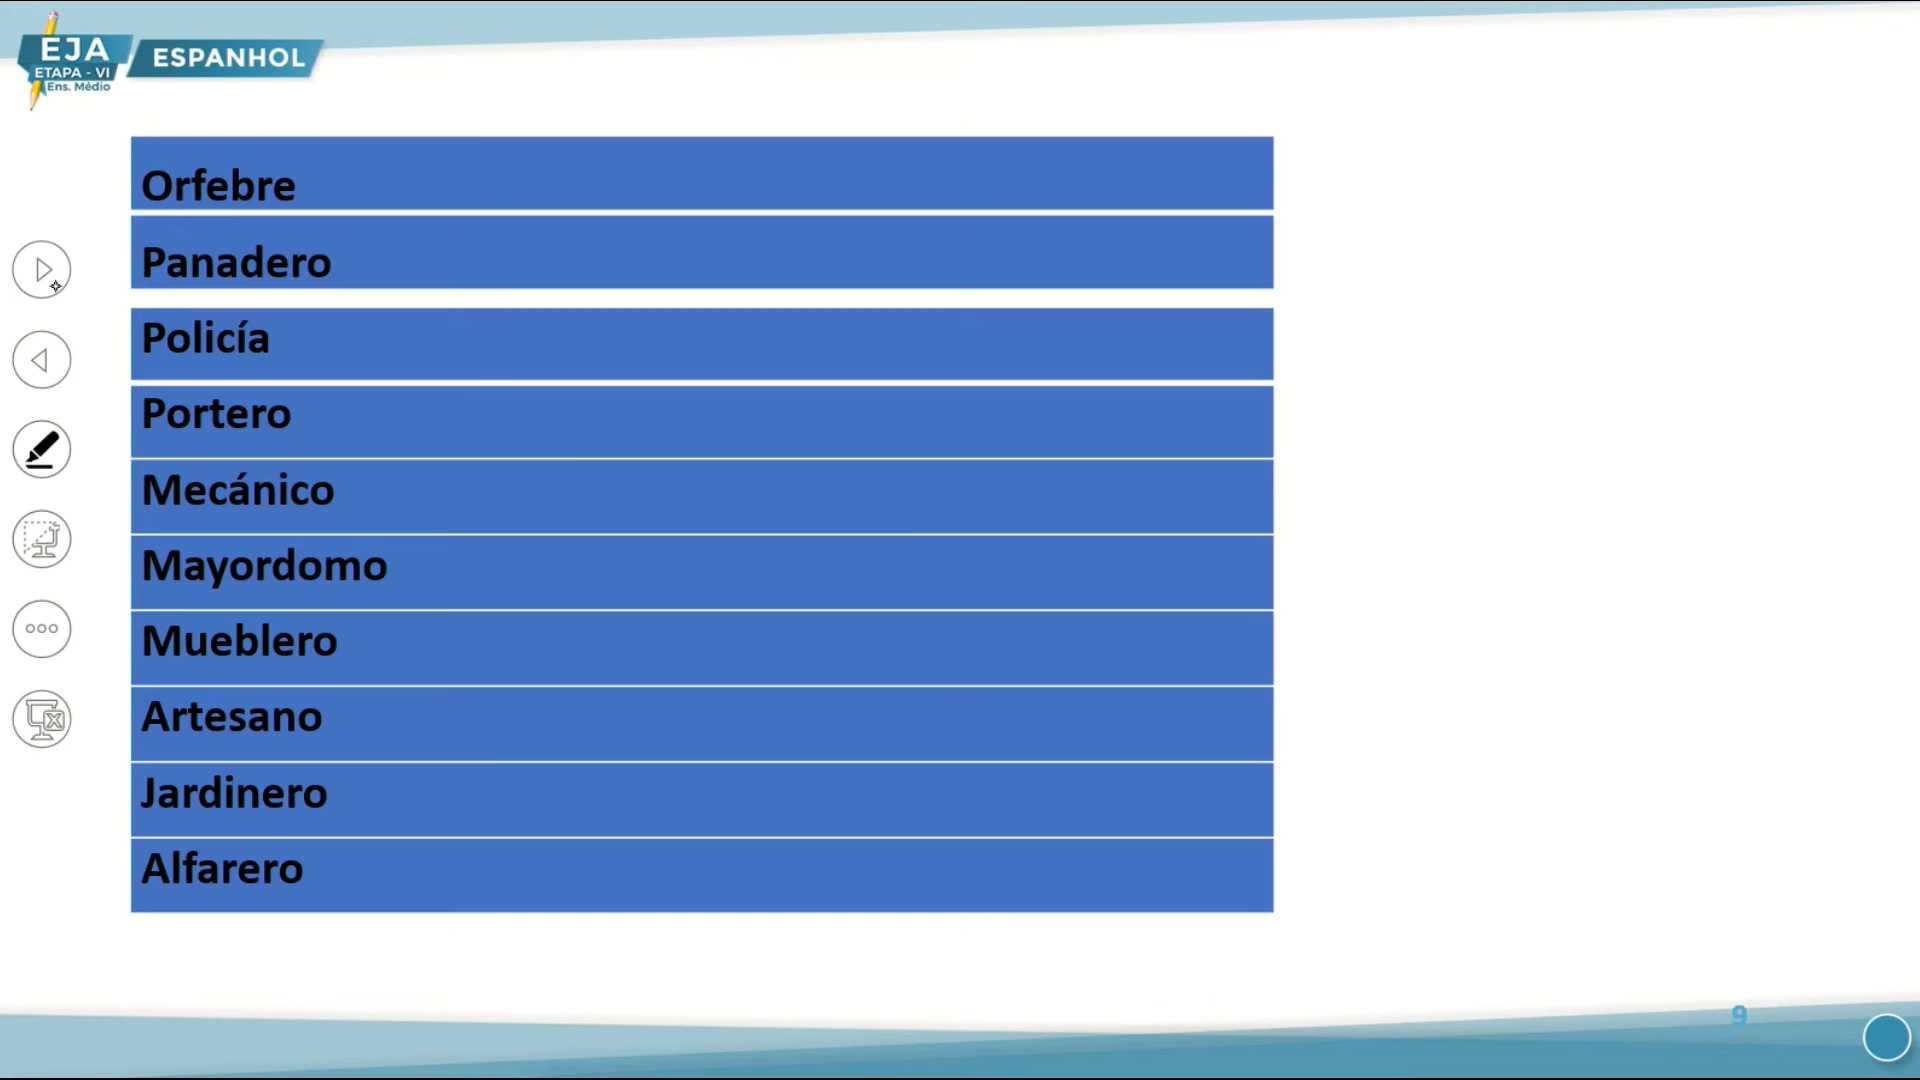 EJA
ETAPA - VI
Ens. Médio
ESPANHOL
Orfebre
Panadero
Policía
Portero
Mecánico
Mayordomo
Mueblero
Artesano
Jardinero
Alfarero
9